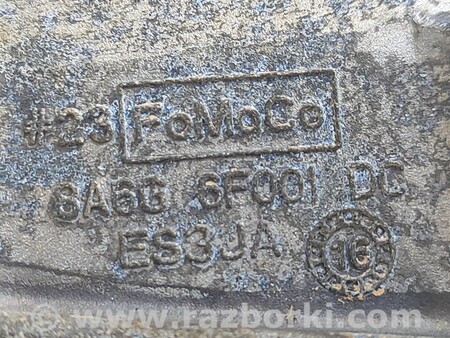 #23 FoMoCo
8A6G 6F001 DC
ES3JA 16
© www.razborki.com